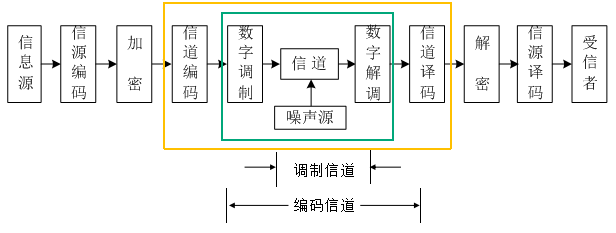 信息源
信源编码
加密
信道编码
数字调制
信道
数字解调
信道译码
解密
信源译码
受信者
噪声源
调制信道
编码信道